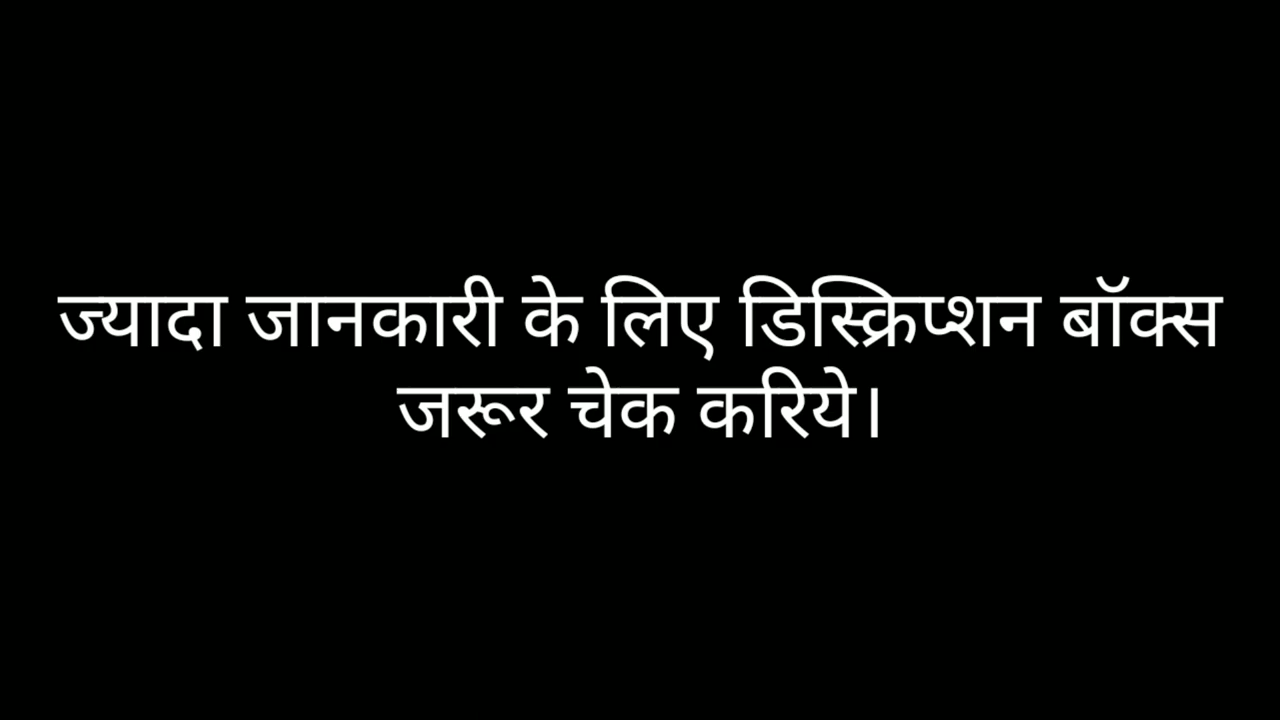 ज्यादा जानकारी के लिए डिस्क्रिप्शन बॉक्स
जरूर चेक करिये।